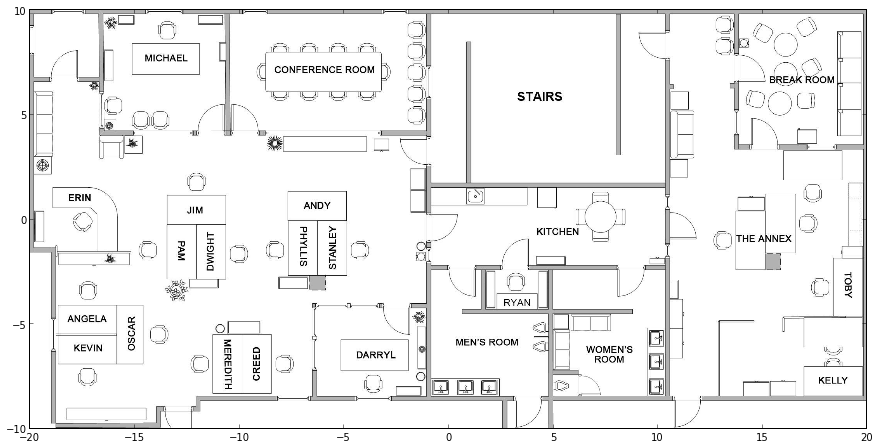 10
5
0
−5
−10
−20
−15
−10
−5
0
5
10
15
20
MICHAEL
CONFERENCE ROOM
STAIRS
BREAK ROOM
ERIN
JIM
PAM
DWIGHT
ANDY
PHYLLIS
STANLEY
KITCHEN
THE ANNEX
TOBY
RYAN
ANGELA
KEVIN
OSCAR
MEREDITH
CREED
DARRYL
MEN'S ROOM
WOMEN'S
ROOM
KELLY